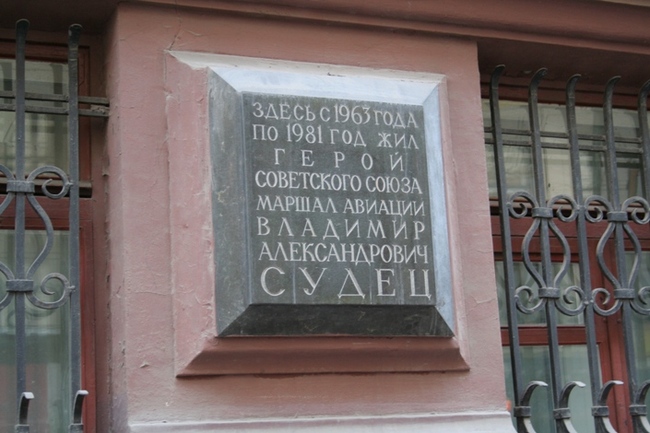 ЗДЕСЬ С 1963 ГОДА
ПО 1981 ГОД ЖИЛ
ГЕРОЙ
СОВЕТСКОГО СОЮЗА
МАРШАЛ АВИАЦИИ
ВЛАДИМИР
АЛЕКСАНДРОВИЧ
СУДЕЦ